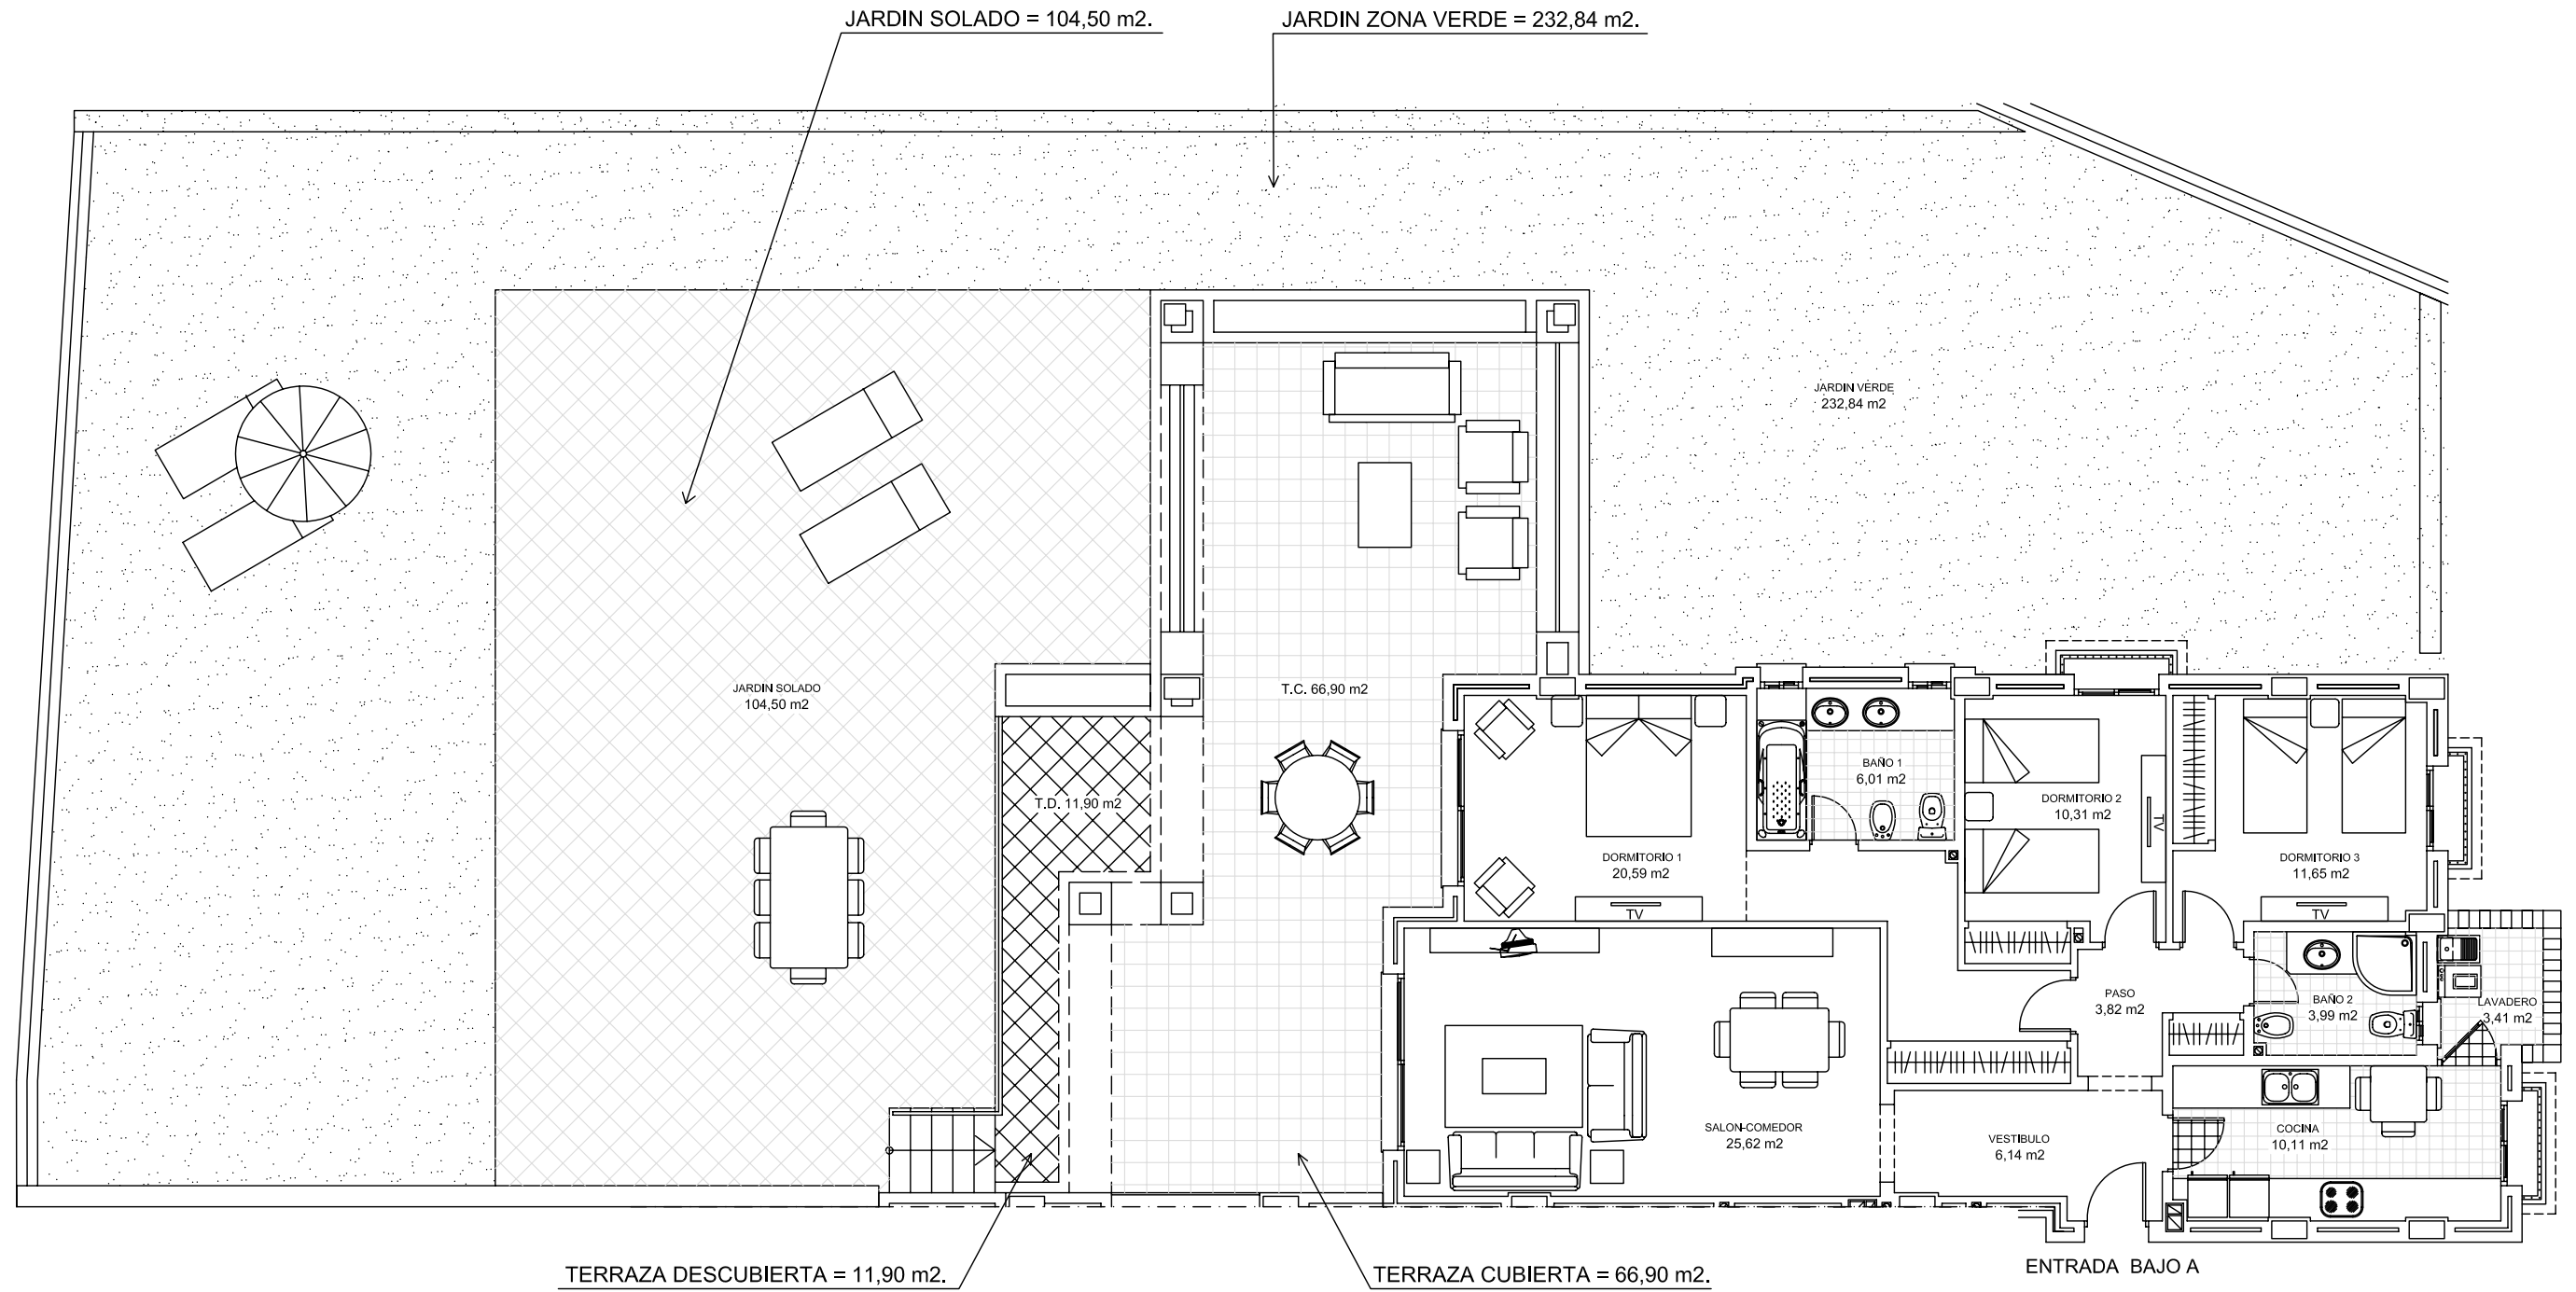 JARDIN SOLADO = 104,50 m2.
JARDIN ZONA VERDE = 232,84 m2.
JARDIN VERDE
232,84 m2
JARDIN SOLADO
104,50 m2
T.C. 66,90 m2
T.D. 11,90 m2
BAÑO 1
6,01 m2
DORMITORIO 2
10,31 m2
TV
DORMITORIO 1
20,59 m2
TV
DORMITORIO 3
11,65 m2
TV
PASO
3,82 m2
BAÑO 2
3,99 m2
LAVADERO
3,41 m2
SALON-COMEDOR
25,62 m2
VESTIBULO
6,14 m2
COCINA
10,11 m2
TERRAZA DESCUBIERTA = 11,90 m2.
TERRAZA CUBIERTA = 66,90 m2.
ENTRADA BAJO A